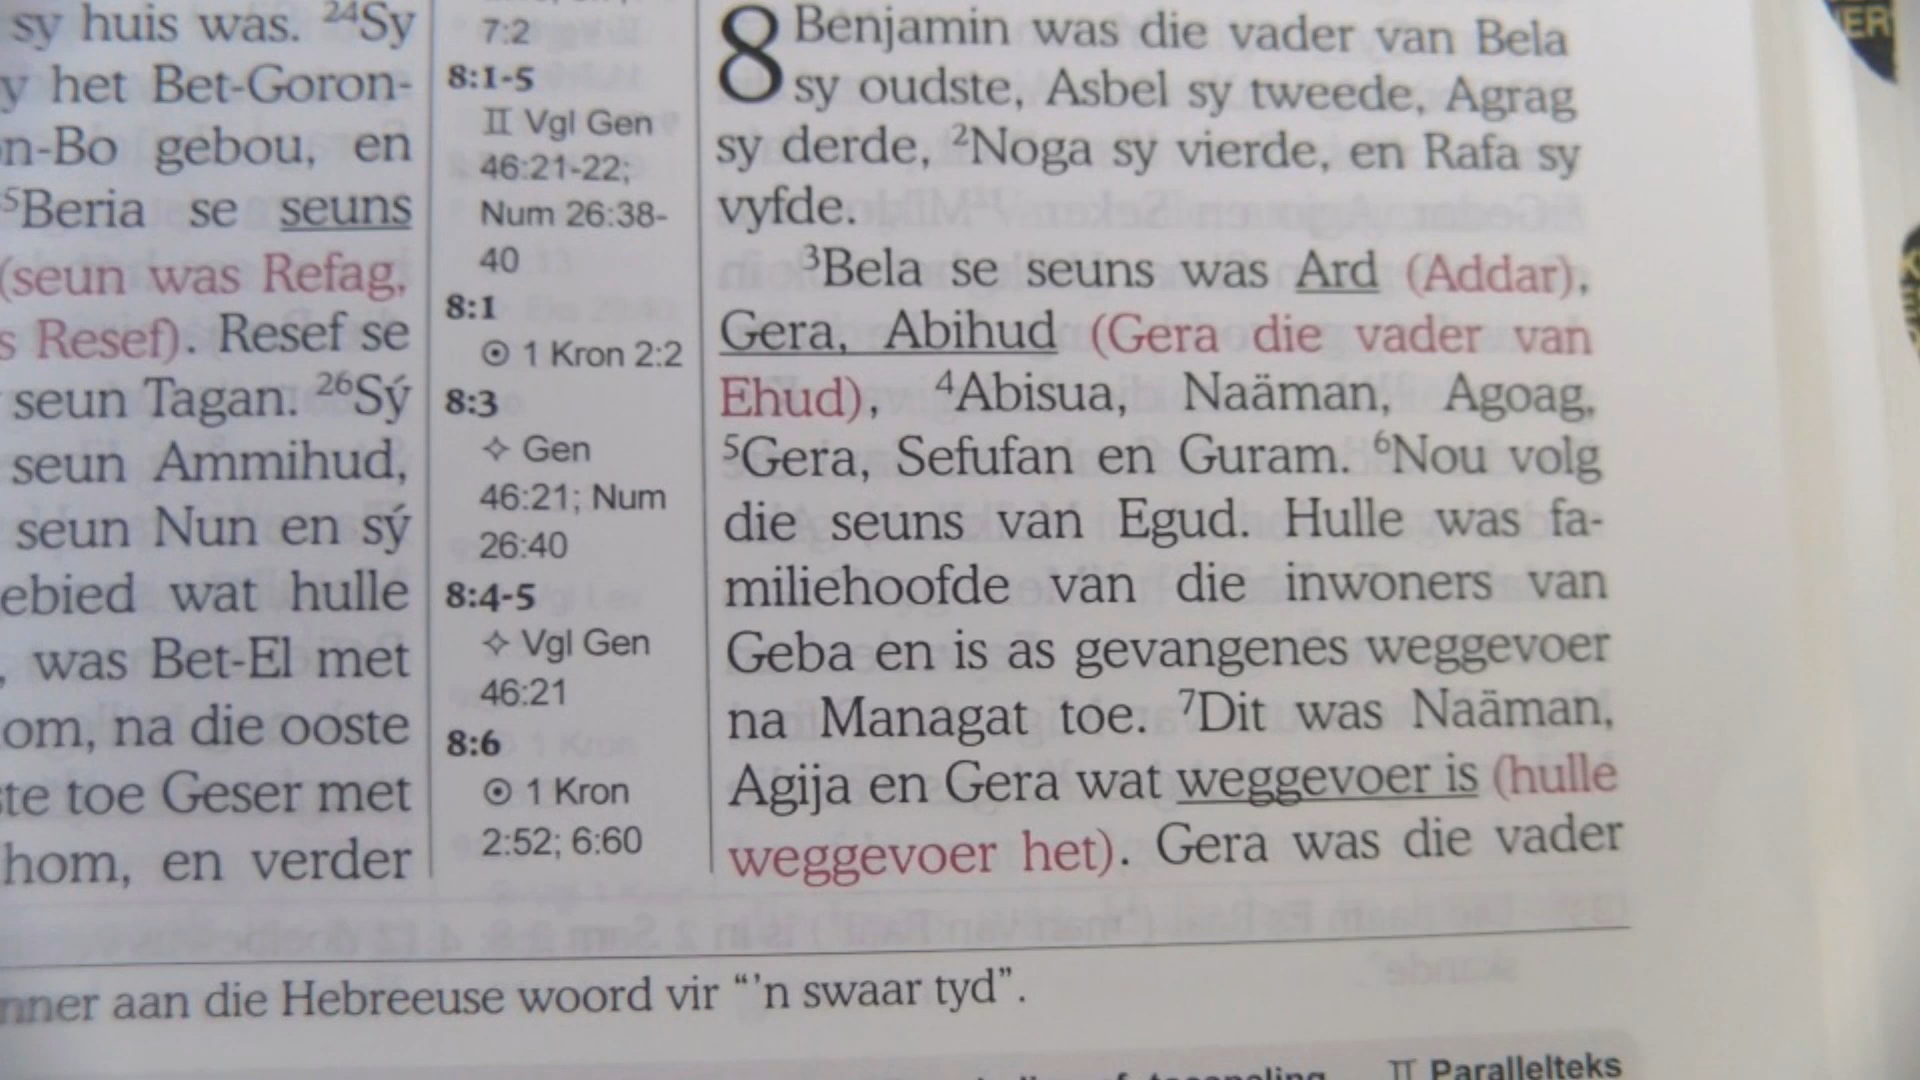 sy huis was. ²⁴Sy
y het Bet-Goron-
n-Bo gebou, en
⁵Beria se seuns
(seun was Refag,
s Resef). Resef se
seun Tagan. ²⁶Sý
seun Ammihud,
seun Nun en sý
ebied wat hulle
, was Bet-El met
om, na die ooste
te toe Geser met
hom, en verder
7:2
8:1-5
II Vgl Gen
46:21-22;
Num 26:38-
40
8:1
⊙ 1 Kron 2:2
8:3
✧ Gen
46:21; Num
26:40
8:4-5
✧ Vgl Gen
46:21
8:6
⊙ 1 Kron
2:52; 6:60
8 Benjamin was die vader van Bela
sy oudste, Asbel sy tweede, Agrag
sy derde, ²Noga sy vierde, en Rafa sy
vyfde.
³Bela se seuns was Ard (Addar),
Gera, Abihud (Gera die vader van
Ehud), ⁴Abisua, Naäman, Agoag,
⁵Gera, Sefufan en Guram. ⁶Nou volg
die seuns van Egud. Hulle was fa-
miliehoofde van die inwoners van
Geba en is as gevangenes weggevoer
na Managat toe. ⁷Dit was Naäman,
Agija en Gera wat weggevoer is (hulle
weggevoer het). Gera was die vader
nner aan die Hebreeuse woord vir “’n swaar tyd”.
II Parallelteks
ER